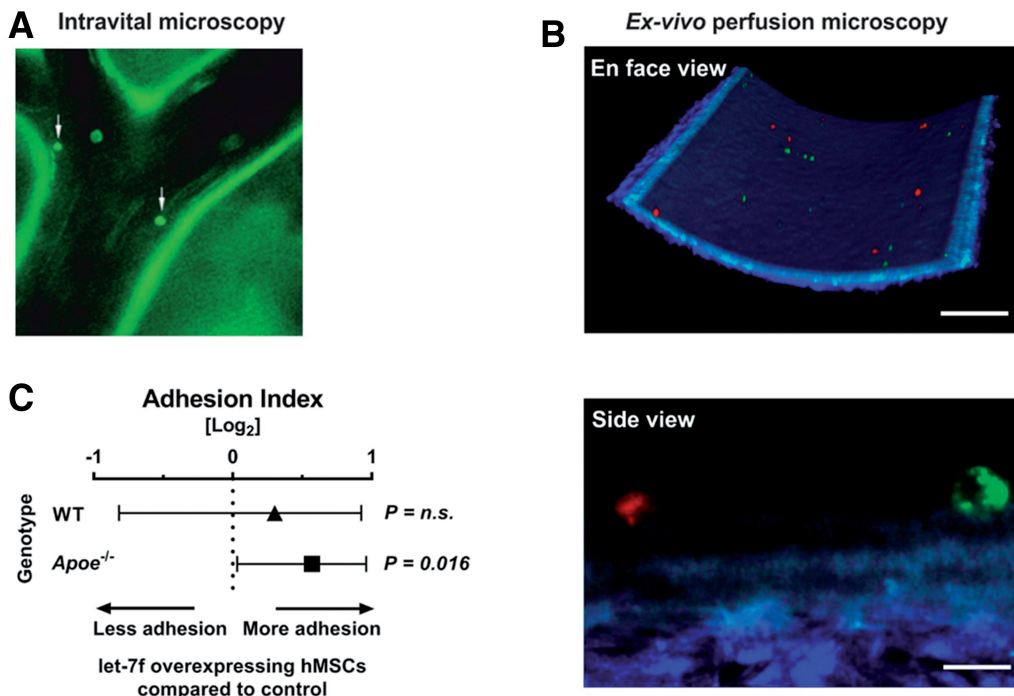 A
Intravital microscopy
B
Ex-vivo perfusion microscopy
En face view
C
Adhesion Index
[Log2]
-1 0 1
Genotype
WT
P = n.s.
Apoe-/-
P = 0.016
Less adhesion
More adhesion
let-7f overexpressing hMSCs
compared to control
Side view